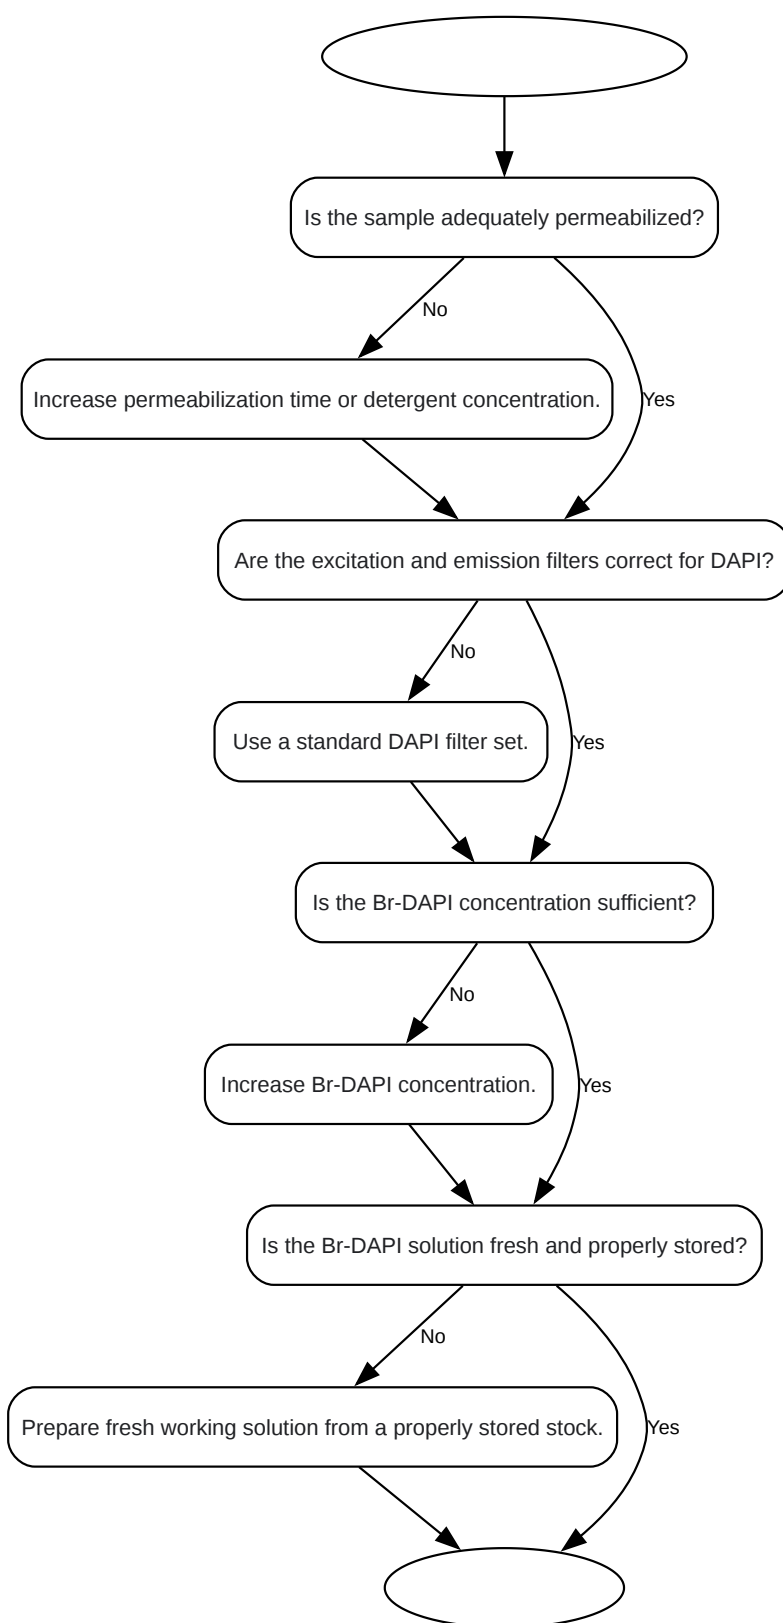 Is the sample adequately permeabilized?
No
Increase permeabilization time or detergent concentration.
Yes
Are the excitation and emission filters correct for DAPI?
No
Use a standard DAPI filter set.
Yes
Is the Br-DAPI concentration sufficient?
No
Increase Br-DAPI concentration.
Yes
Is the Br-DAPI solution fresh and properly stored?
No
Prepare fresh working solution from a properly stored stock.
Yes